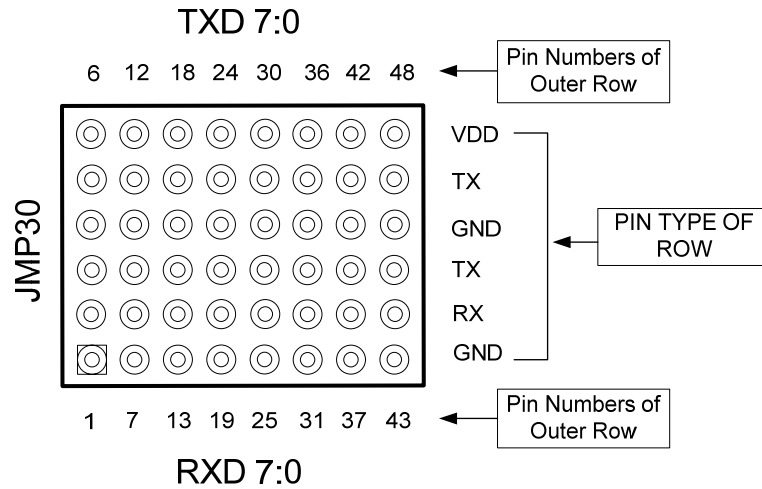 TXD 7:0
6 12 18 24 30 36 42 48
Pin Numbers of
Outer Row
VDD
TX
GND
TX
RX
GND
PIN TYPE OF
ROW
JMP30
1 7 13 19 25 31 37 43
Pin Numbers of
Outer Row
RXD 7:0